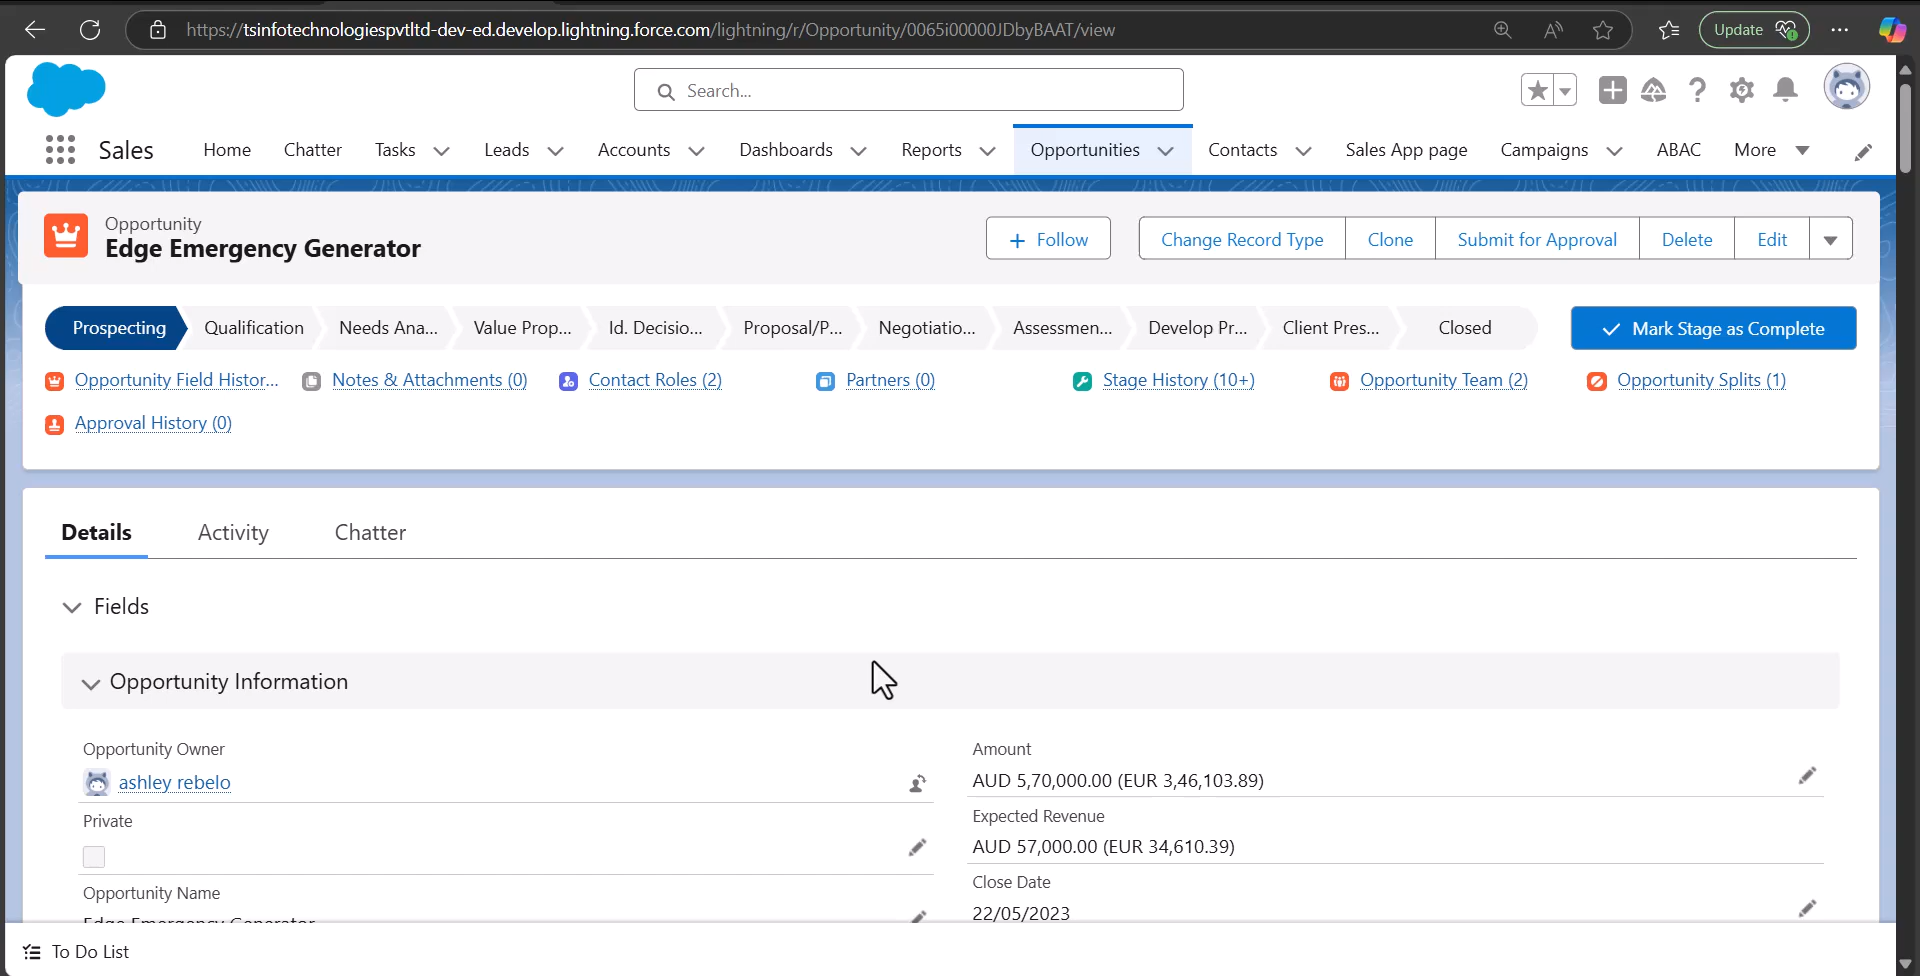 https://tsinfotechnologiespvtltd-dev-ed.develop.lightning.force.com/lightning/r/Opportunity/0065i00000JDbyBAAT/view
Update
Search...
Sales
Home
Chatter
Tasks
Leads
Accounts
Dashboards
Reports
Opportunities
Contacts
Sales App page
Campaigns
ABAC
More
Opportunity
Edge Emergency Generator
Follow
Change Record Type
Clone
Submit for Approval
Delete
Edit
Prospecting
Qualification
Needs Ana...
Value Prop...
Id. Decisio...
Proposal/P...
Negotiatio...
Assessmen...
Develop Pr...
Client Pres...
Closed
Mark Stage as Complete
Opportunity Field Histor...
Notes & Attachments (0)
Contact Roles (2)
Partners (0)
Stage History (10+)
Opportunity Team (2)
Opportunity Splits (1)
Approval History (0)
Details
Activity
Chatter
Fields
Opportunity Information
Opportunity Owner
ashley rebelo
Private
Opportunity Name
Edge Emergency Generator
Amount
AUD 5,70,000.00 (EUR 3,46,103.89)
Expected Revenue
AUD 57,000.00 (EUR 34,610.39)
Close Date
22/05/2023
To Do List